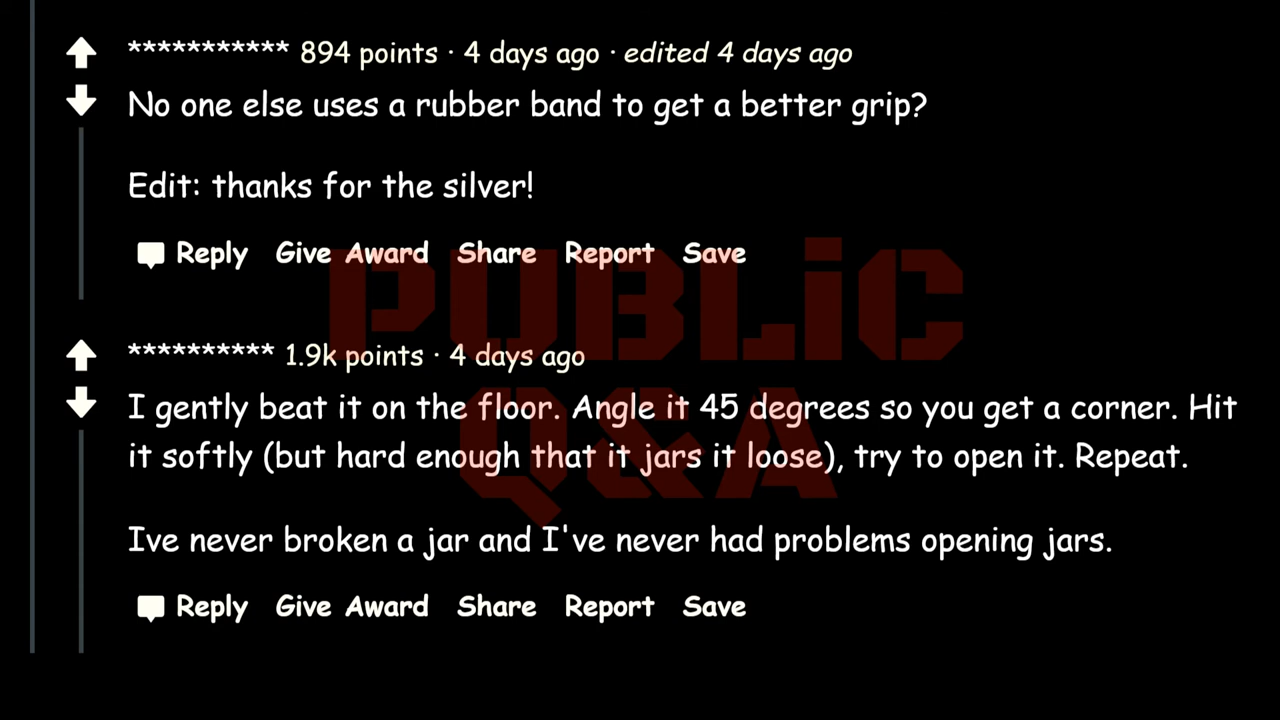 *********** 894 points · 4 days ago · edited 4 days ago
No one else uses a rubber band to get a better grip?
Edit: thanks for the silver!
Reply Give Award Share Report Save
PUBLiC
Q&A
********** 1.9k points · 4 days ago
I gently beat it on the floor. Angle it 45 degrees so you get a corner. Hit
it softly (but hard enough that it jars it loose), try to open it. Repeat.
Ive never broken a jar and I've never had problems opening jars.
Reply Give Award Share Report Save